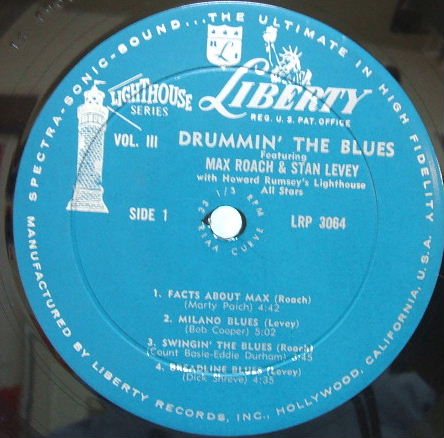 MANUFACTURED BY LIBERTY RECORDS, INC., HOLLYWOOD, CALIFORNIA, U.S.A.
SPECTRA-SONIC-SOUND...THE ULTIMATE IN HIGH FIDELITY
L
LIGHTHOUSE
SERIES
LIBERTY
REG. U.S. PAT. OFFICE
VOL. III
DRUMMIN' THE BLUES
Featuring
MAX ROACH & STAN LEVEY
with Howard Rumsey's Lighthouse
All Stars
SIDE 1
33 1/3 RPM
RIAA CURVE
LRP 3064
1. FACTS ABOUT MAX (Roach)
(Marty Paich) 4:42
2. MILANO BLUES (Levey)
(Bob Cooper) 5:02
3. SWINGIN' THE BLUES (Roach)
(Count Basie-Eddie Durham) 3:45
4. BREADLINE BLUES (Levey)
(Dick Shreve) 4:35